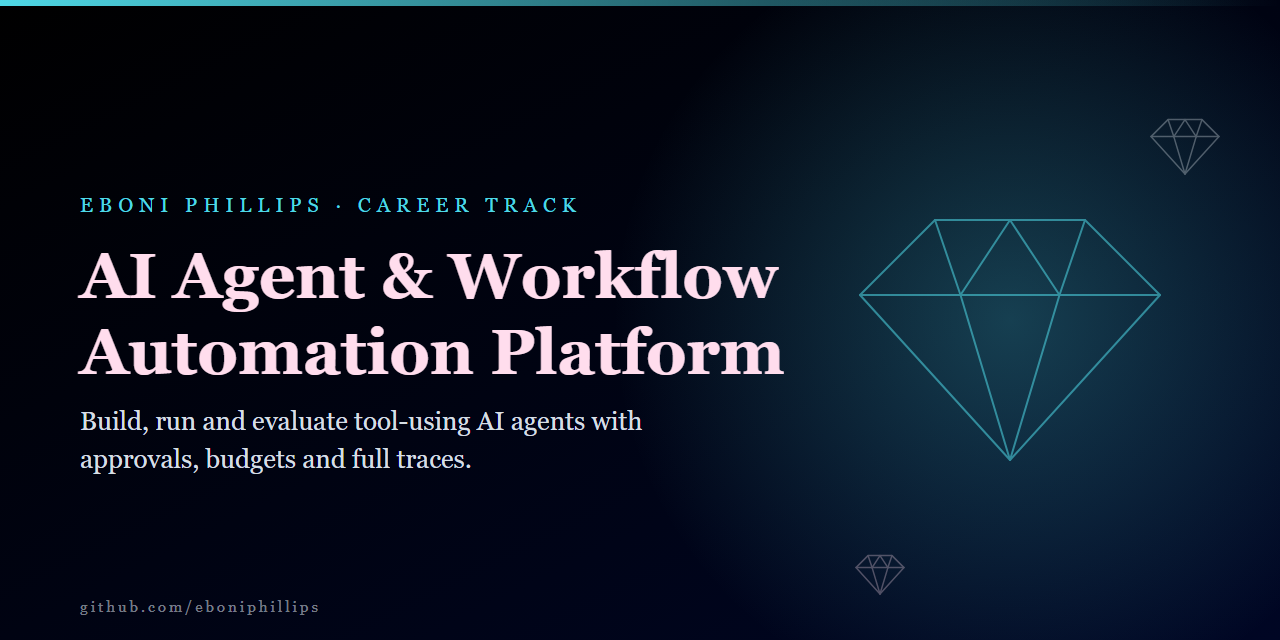 EBONI PHILLIPS · CAREER TRACK
AI Agent & Workflow
Automation Platform
Build, run and evaluate tool-using AI agents with
approvals, budgets and full traces.
github.com/eboniphillips